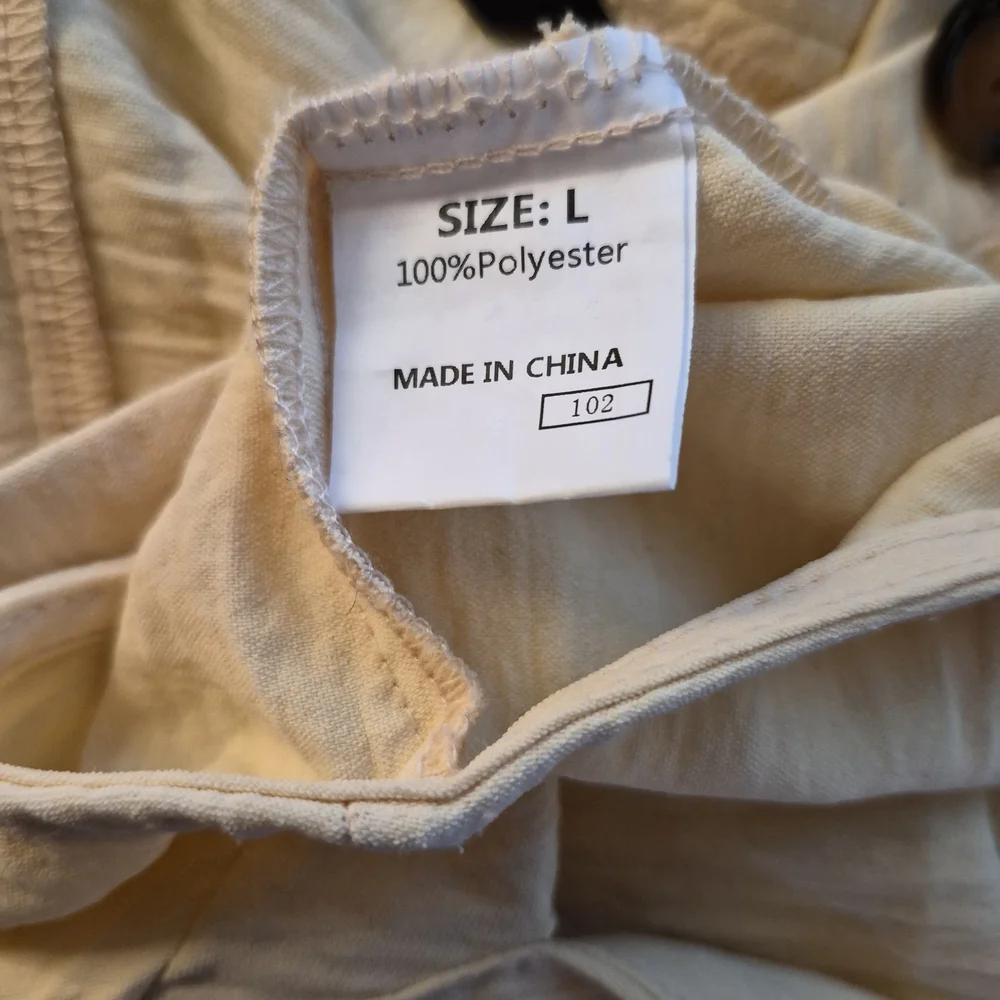 SIZE: L
100%Polyester
MADE IN CHINA
102